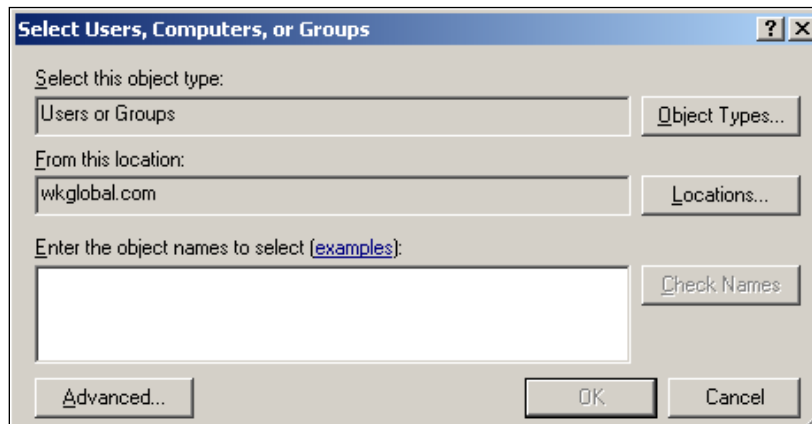 Select Users, Computers, or Groups
Select this object type:
Users or Groups
Object Types...
From this location:
wkglobal.com
Locations...
Enter the object names to select (examples):
Check Names
Advanced...
OK
Cancel